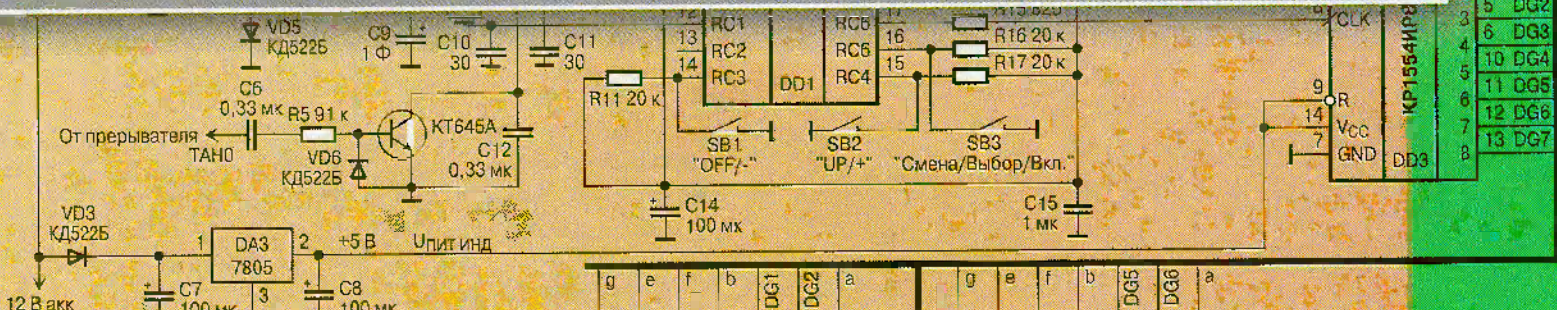 VD5
КД522Б
C9
1 Ф
C10
30
C11
30
12
13
14
RC1
RC2
RC3
DD1
RC5
RC6
RC4
17
16
15
R16 20 к
R17 20 к
CLK
9
R
14
VCC
7
GND
DD3
3
4
5
6
7
8
5 DG2
6 DG3
10 DG4
11 DG5
12 DG6
13 DG7
C6
0,33 мк
R5 91 к
От прерывателя
ТАНО
VD6
КД522Б
КТ645А
C12
0,33 мк
R11 20 к
SB1
"OFF/-"
SB2
"UP/+"
SB3
"Смена/Выбор/Вкл."
C14
100 мк
C15
1 мк
VD3
КД522Б
1
DA3
7805
2
3
+5 В
UПИТ ИНД
12 В акк
C7
100 мк
C8
100 мк
g e f b DG1 DG2 a
g e f b DG5 DG6 a